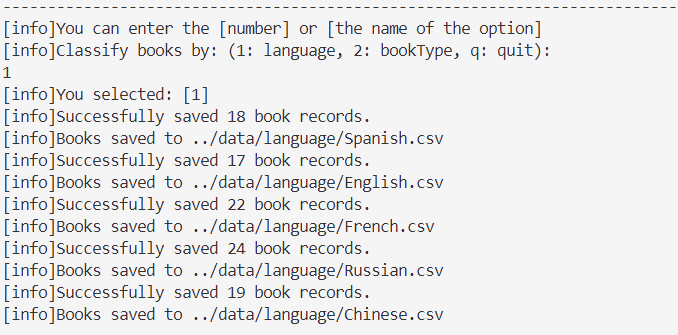 --------------------------------------------------------------------------------
[info]You can enter the [number] or [the name of the option]
[info]Classify books by: (1: language, 2: bookType, q: quit):
1
[info]You selected: [1]
[info]Successfully saved 18 book records.
[info]Books saved to ../data/language/Spanish.csv
[info]Successfully saved 17 book records.
[info]Books saved to ../data/language/English.csv
[info]Successfully saved 22 book records.
[info]Books saved to ../data/language/French.csv
[info]Successfully saved 24 book records.
[info]Books saved to ../data/language/Russian.csv
[info]Successfully saved 19 book records.
[info]Books saved to ../data/language/Chinese.csv